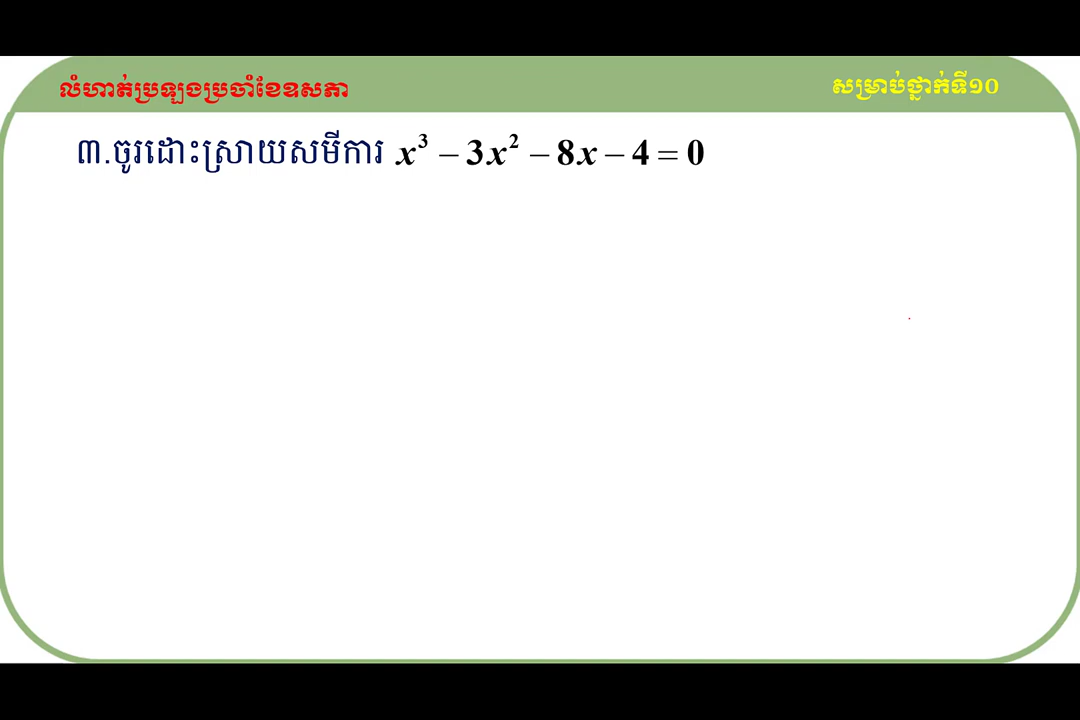 លំហាត់ប្រឡងប្រចាំខែឧសភា
សម្រាប់ថ្នាក់ទី១០
៣.ចូរដោះស្រាយសមីការ x³ − 3x² − 8x − 4 = 0